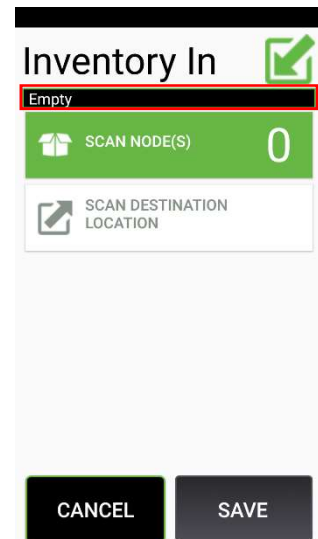 Inventory In
Empty
SCAN NODE(S) 0
SCAN DESTINATION
LOCATION
CANCEL SAVE